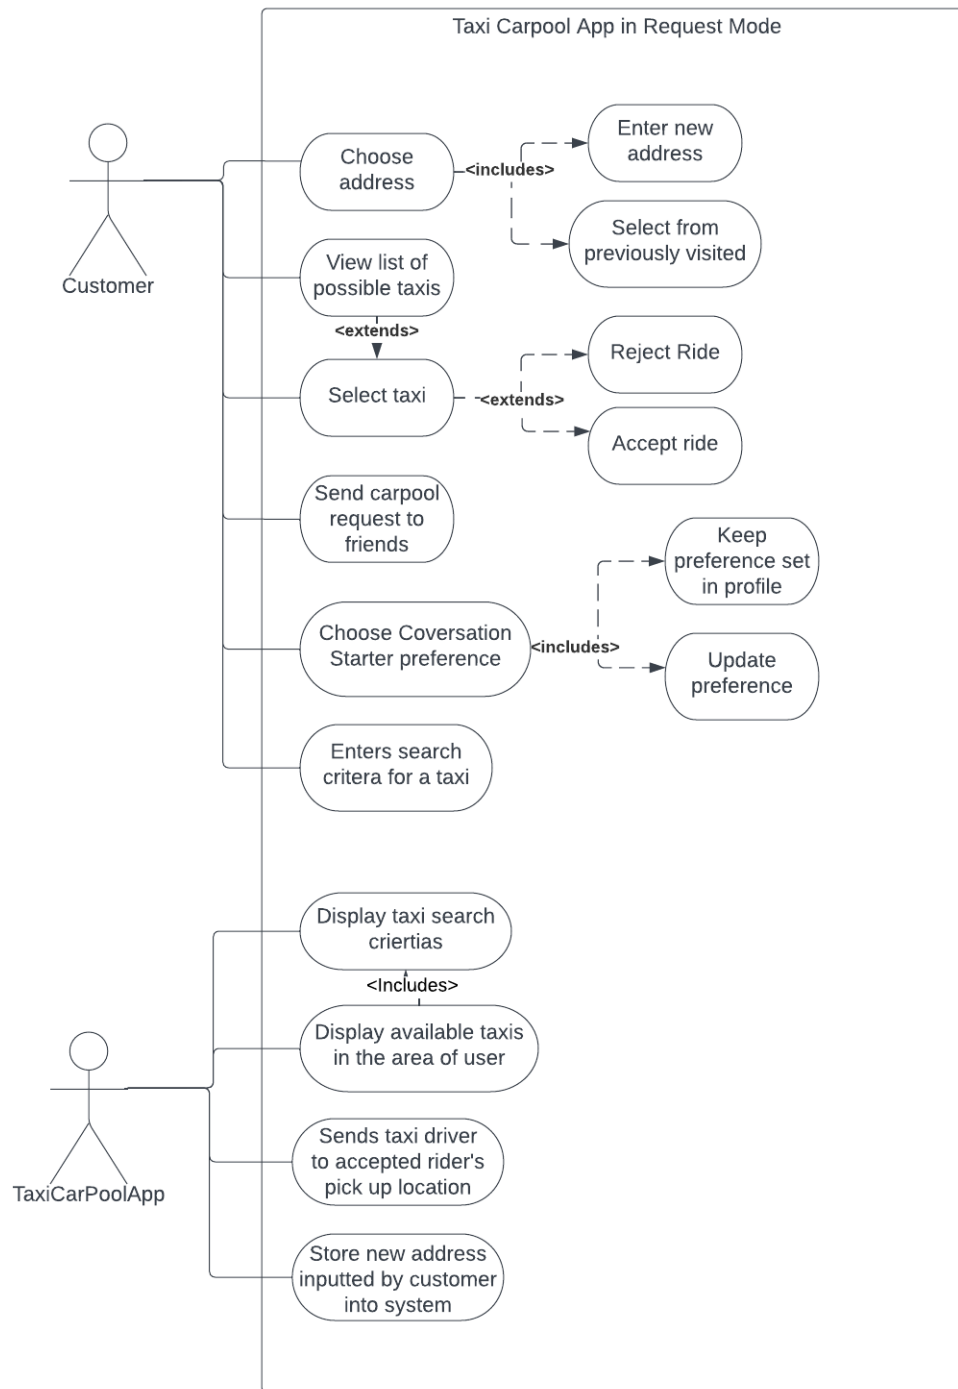 Taxi Carpool App in Request Mode
Customer
Choose
address
<includes>
Enter new
address
Select from
previously visited
View list of
possible taxis
<extends>
Select taxi
<extends>
Reject Ride
Accept ride
Send carpool
request to
friends
Choose Coversation
Starter preference
<includes>
Keep
preference set
in profile
Update
preference
Enters search
critera for a taxi
TaxiCarPoolApp
Display taxi search
criertias
<Includes>
Display available taxis
in the area of user
Sends taxi driver
to accepted rider's
pick up location
Store new address
inputted by customer
into system